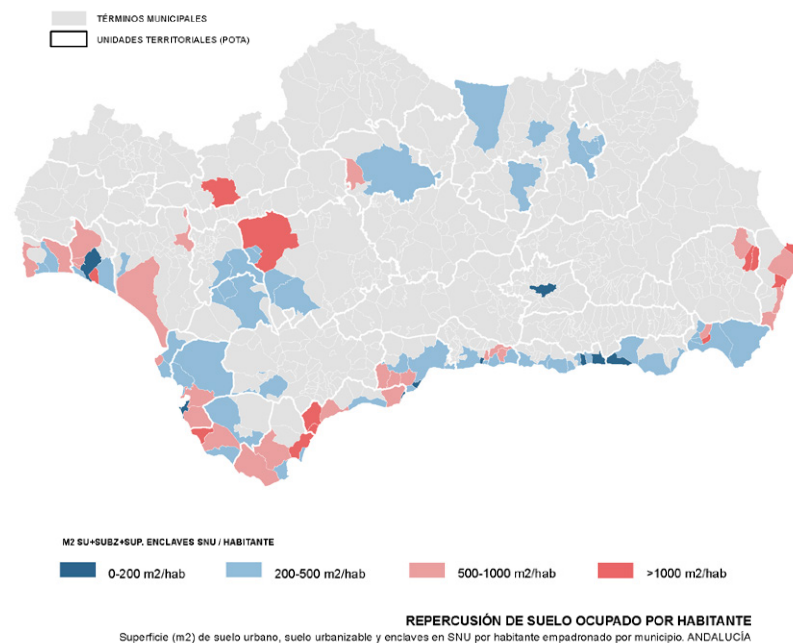 TÉRMINOS MUNICIPALES
UNIDADES TERRITORIALES (POTA)
M2 SU+SUBZ+SUP. ENCLAVES SNU / HABITANTE
0-200 m2/hab
200-500 m2/hab
500-1000 m2/hab
>1000 m2/hab
REPERCUSIÓN DE SUELO OCUPADO POR HABITANTE
Superficie (m2) de suelo urbano, suelo urbanizable y enclaves en SNU por habitante empadronado por municipio. ANDALUCÍA